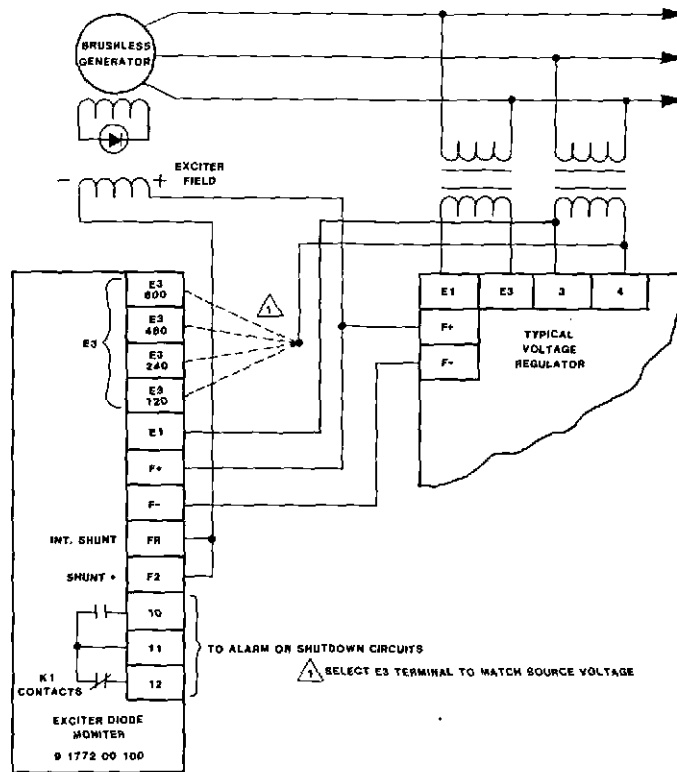 BRUSHLESS
GENERATOR
EXCITER
FIELD
-
+
E3
600
E3
480
E3
240
E3
120
E3
E1
F+
F-
INT. SHUNT
FR
SHUNT +
F2
10
11
12
K1
CONTACTS
EXCITER DIODE
MONITER
9 1772 00 100
1
E1
E3
3
4
F+
F-
TYPICAL
VOLTAGE
REGULATOR
TO ALARM OR SHUTDOWN CIRCUITS
1 SELECT E3 TERMINAL TO MATCH SOURCE VOLTAGE